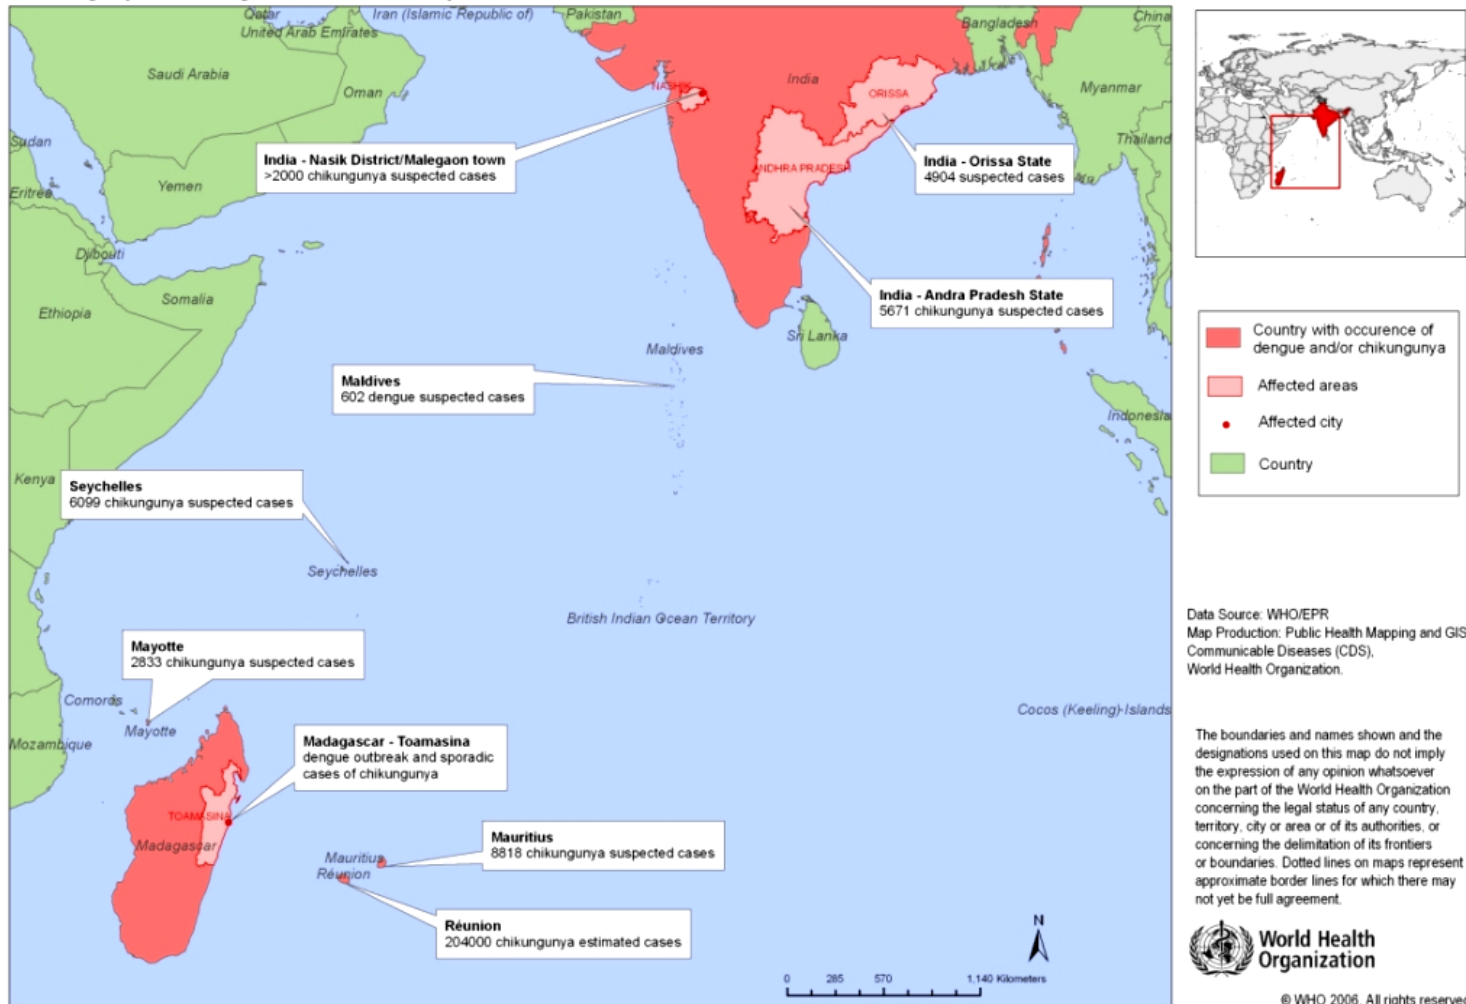 Qatar
Iran (Islamic Republic of)
Pakistan
Bangladesh
China
United Arab Emirates
Saudi Arabia
Oman
India
Myanmar
NASIK
ORISSA
Sudan
Thailand
India - Nasik District/Malegaon town
>2000 chikungunya suspected cases
India - Orissa State
4904 suspected cases
ANDHRA PRADESH
Yemen
Eritrea
Djibouti
Somalia
Ethiopia
India - Andra Pradesh State
5671 chikungunya suspected cases
Sri Lanka
Maldives
Maldives
602 dengue suspected cases
Indonesia
Kenya
Seychelles
6099 chikungunya suspected cases
Seychelles
British Indian Ocean Territory
Mayotte
2833 chikungunya suspected cases
Comoros
Mayotte
Cocos (Keeling) Islands
Mozambique
Madagascar - Toamasina
dengue outbreak and sporadic
cases of chikungunya
TOAMASINA
Madagascar
Mauritius
8818 chikungunya suspected cases
Mauritius
Réunion
Réunion
204000 chikungunya estimated cases
N
0 285 570 1,140 Kilometers
Country with occurence of
dengue and/or chikungunya
Affected areas
Affected city
Country
Data Source: WHO/EPR
Map Production: Public Health Mapping and GIS
Communicable Diseases (CDS),
World Health Organization.
The boundaries and names shown and the
designations used on this map do not imply
the expression of any opinion whatsoever
on the part of the World Health Organization
concerning the legal status of any country,
territory, city or area or of its authorities, or
concerning the delimitation of its frontiers
or boundaries. Dotted lines on maps represent
approximate border lines for which there may
not yet be full agreement.
World Health
Organization
© WHO 2006. All rights reserved